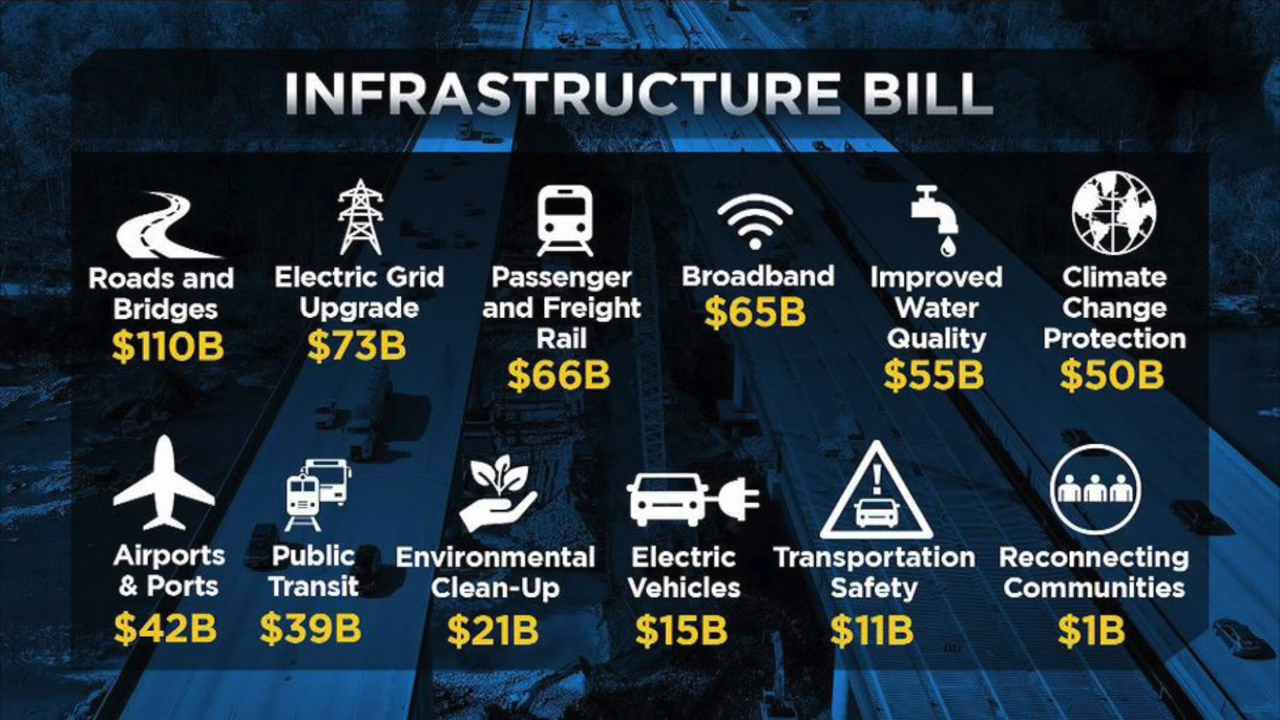 INFRASTRUCTURE BILL
Roads and
Bridges
$110B
Electric Grid
Upgrade
$73B
Passenger
and Freight
Rail
$66B
Broadband
$65B
Improved
Water
Quality
$55B
Climate
Change
Protection
$50B
Airports
& Ports
$42B
Public
Transit
$39B
Environmental
Clean-Up
$21B
Electric
Vehicles
$15B
Transportation
Safety
$11B
Reconnecting
Communities
$1B